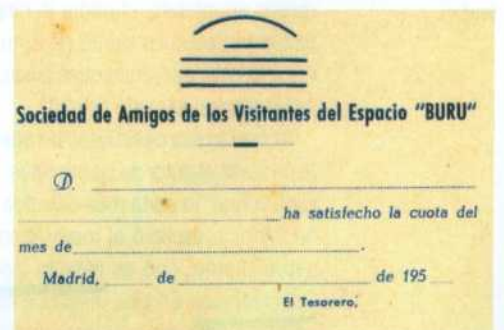 Sociedad de Amigos de los Visitantes del Espacio "BURU"
D.
ha satisfecho la cuota del
mes de .
Madrid, de de 195
El Tesorero,